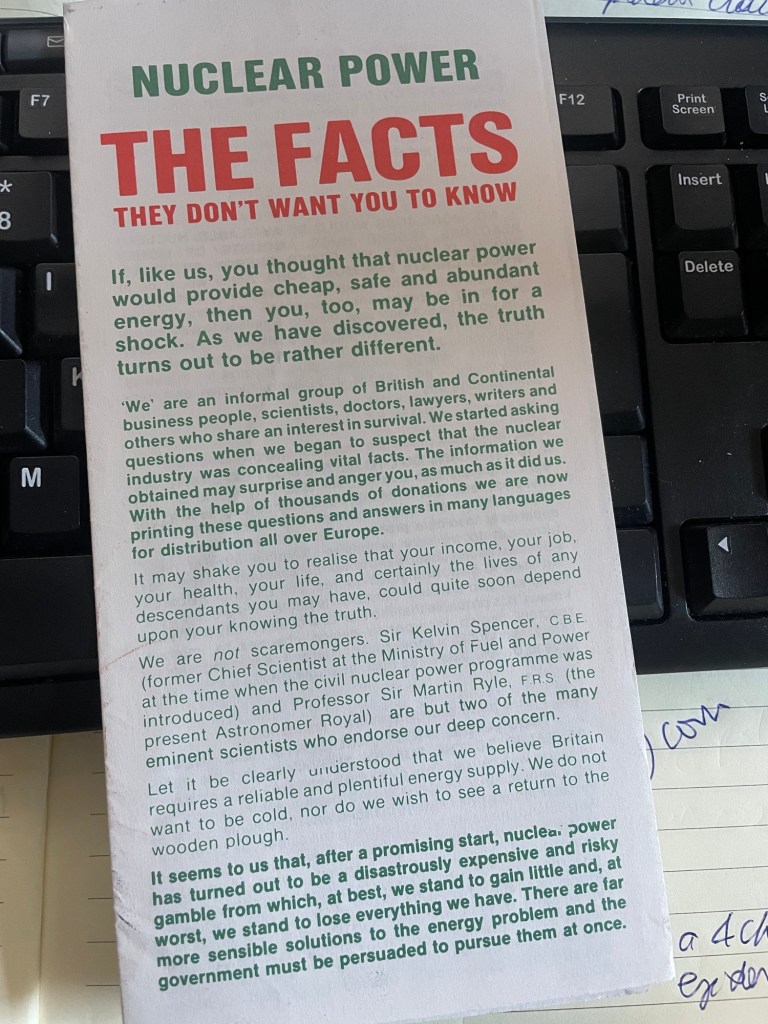 NUCLEAR POWER
THE FACTS
THEY DON'T WANT YOU TO KNOW
If, like us, you thought that nuclear power
would provide cheap, safe and abundant
energy, then you, too, may be in for a
shock. As we have discovered, the truth
turns out to be rather different.
'We' are an informal group of British and Continental
business people, scientists, doctors, lawyers, writers and
others who share an interest in survival. We started asking
questions when we began to suspect that the nuclear
industry was concealing vital facts. The information we
obtained may surprise and anger you, as much as it did us.
With the help of thousands of donations we are now
printing these questions and answers in many languages
for distribution all over Europe.
It may shake you to realise that your income, your job,
your health, your life, and certainly the lives of any
descendants you may have, could quite soon depend
upon your knowing the truth.
We are not scaremongers. Sir Kelvin Spencer, C.B.E.
(former Chief Scientist at the Ministry of Fuel and Power
at the time when the civil nuclear power programme was
introduced) and Professor Sir Martin Ryle, F.R.S. (the
present Astronomer Royal) are but two of the many
eminent scientists who endorse our deep concern.
Let it be clearly understood that we believe Britain
requires a reliable and plentiful energy supply. We do not
want to be cold, nor do we wish to see a return to the
wooden plough.
It seems to us that, after a promising start, nuclear power
has turned out to be a disastrously expensive and risky
gamble from which, at best, we stand to gain little and, at
worst, we stand to lose everything we have. There are far
more sensible solutions to the energy problem and the
government must be persuaded to pursue them at once.
F7
*
8
I
K
M
F12
Print
Screen
Insert
Delete
com
a 4